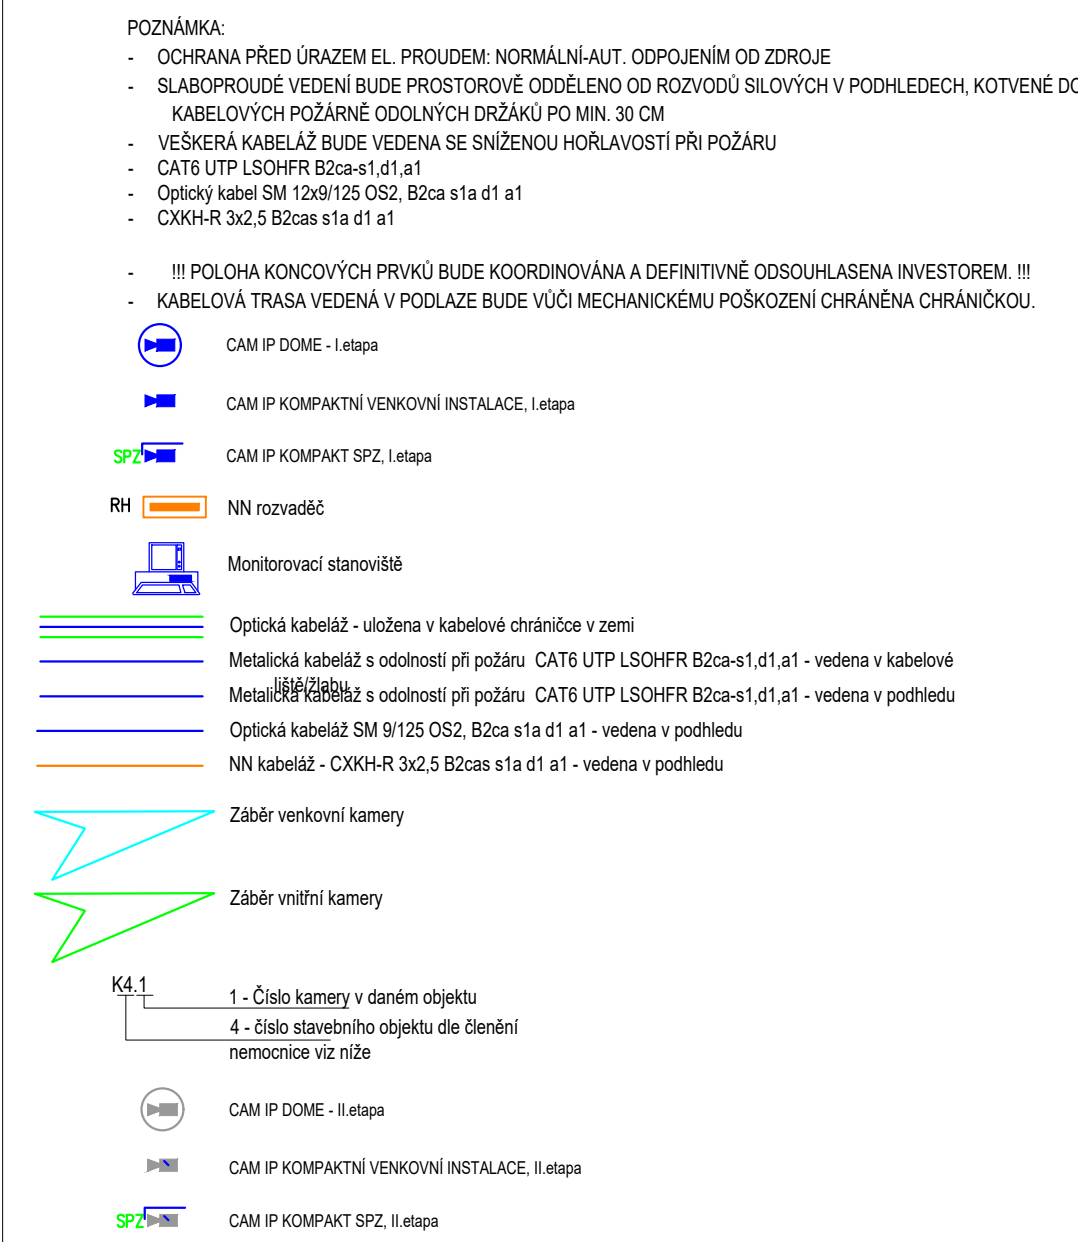 POZNÁMKA:
- OCHRANA PŘED ÚRAZEM EL. PROUDEM: NORMÁLNÍ-AUT. ODPOJENÍM OD ZDROJE
- SLABOPROUDÉ VEDENÍ BUDE PROSTOROVĚ ODDĚLENO OD ROZVODŮ SILOVÝCH V PODHLEDECH, KOTVENÉ DO
KABELOVÝCH POŽÁRNĚ ODOLNÝCH DRŽÁKŮ PO MIN. 30 CM
- VEŠKERÁ KABELÁŽ BUDE VEDENA SE SNÍŽENOU HOŘLAVOSTÍ PŘI POŽÁRU
- CAT6 UTP LSOHFR B2ca-s1,d1,a1
- Optický kabel SM 12x9/125 OS2, B2ca s1a d1 a1
- CXKH-R 3x2,5 B2cas s1a d1 a1
- !!! POLOHA KONCOVÝCH PRVKŮ BUDE KOORDINOVÁNA A DEFINITIVNĚ ODSOUHLASENA INVESTOREM. !!!
- KABELOVÁ TRASA VEDENÁ V PODLAZE BUDE VŮČI MECHANICKÉMU POŠKOZENÍ CHRÁNĚNA CHRÁNIČKOU.
CAM IP DOME - I.etapa
CAM IP KOMPAKTNÍ VENKOVNÍ INSTALACE, I.etapa
SPZ CAM IP KOMPAKT SPZ, I.etapa
RH NN rozvaděč
Monitorovací stanoviště
Optická kabeláž - uložena v kabelové chráničce v zemi
Metalická kabeláž s odolností při požáru CAT6 UTP LSOHFR B2ca-s1,d1,a1 - vedena v kabelové
liště/žlabu
Metalická kabeláž s odolností při požáru CAT6 UTP LSOHFR B2ca-s1,d1,a1 - vedena v podhledu
Optická kabeláž SM 9/125 OS2, B2ca s1a d1 a1 - vedena v podhledu
NN kabeláž - CXKH-R 3x2,5 B2cas s1a d1 a1 - vedena v podhledu
Záběr venkovní kamery
Záběr vnitřní kamery
K4.1
1 - Číslo kamery v daném objektu
4 - číslo stavebního objektu dle členění
nemocnice viz níže
CAM IP DOME - II.etapa
CAM IP KOMPAKTNÍ VENKOVNÍ INSTALACE, II.etapa
SPZ CAM IP KOMPAKT SPZ, II.etapa